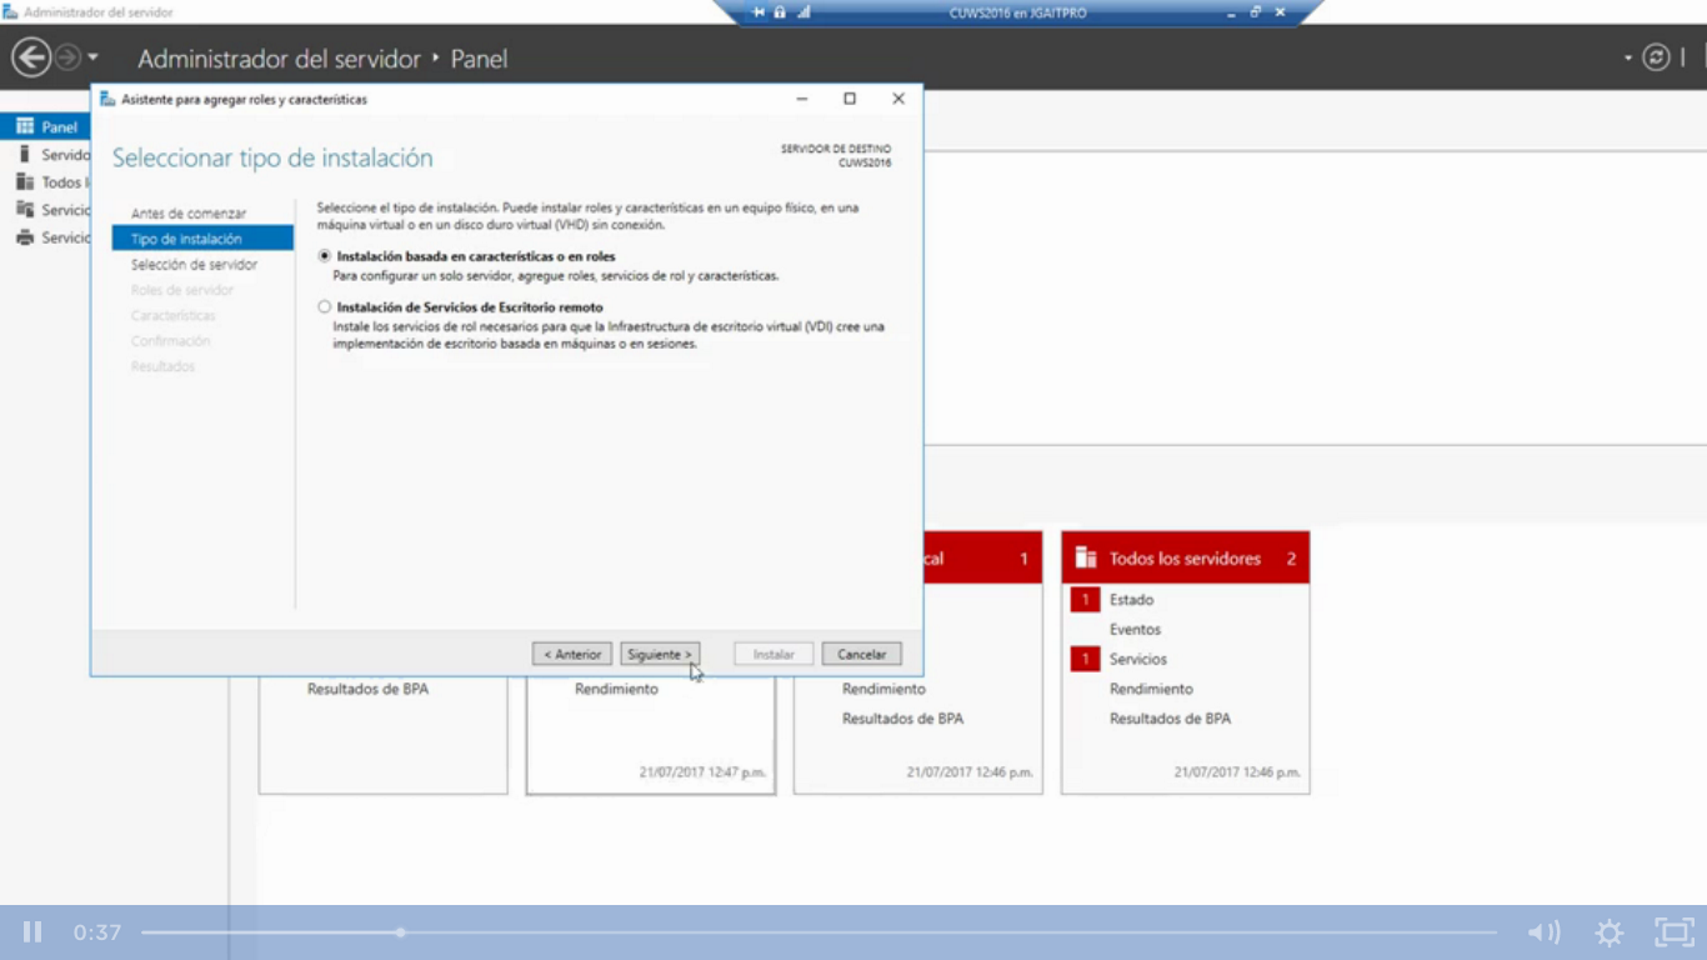 Administrador del servidor
CUWS2016 en JGAITPRO
Administrador del servidor ‣ Panel
Asistente para agregar roles y características
Panel
Servido
Todos l
Servicio
Servicio
Seleccionar tipo de instalación
SERVIDOR DE DESTINO
CUWS2016
Antes de comenzar
Tipo de instalación
Selección de servidor
Roles de servidor
Características
Confirmación
Resultados
Seleccione el tipo de instalación. Puede instalar roles y características en un equipo físico, en una
máquina virtual o en un disco duro virtual (VHD) sin conexión.
Instalación basada en características o en roles
Para configurar un solo servidor, agregue roles, servicios de rol y características.
Instalación de Servicios de Escritorio remoto
Instale los servicios de rol necesarios para que la Infraestructura de escritorio virtual (VDI) cree una
implementación de escritorio basada en máquinas o en sesiones.
< Anterior
Siguiente >
Instalar
Cancelar
Resultados de BPA
Rendimiento
21/07/2017 12:47 p.m.
cal 1
Rendimiento
Resultados de BPA
21/07/2017 12:46 p.m.
Todos los servidores 2
1 Estado
Eventos
1 Servicios
Rendimiento
Resultados de BPA
21/07/2017 12:46 p.m.
0:37